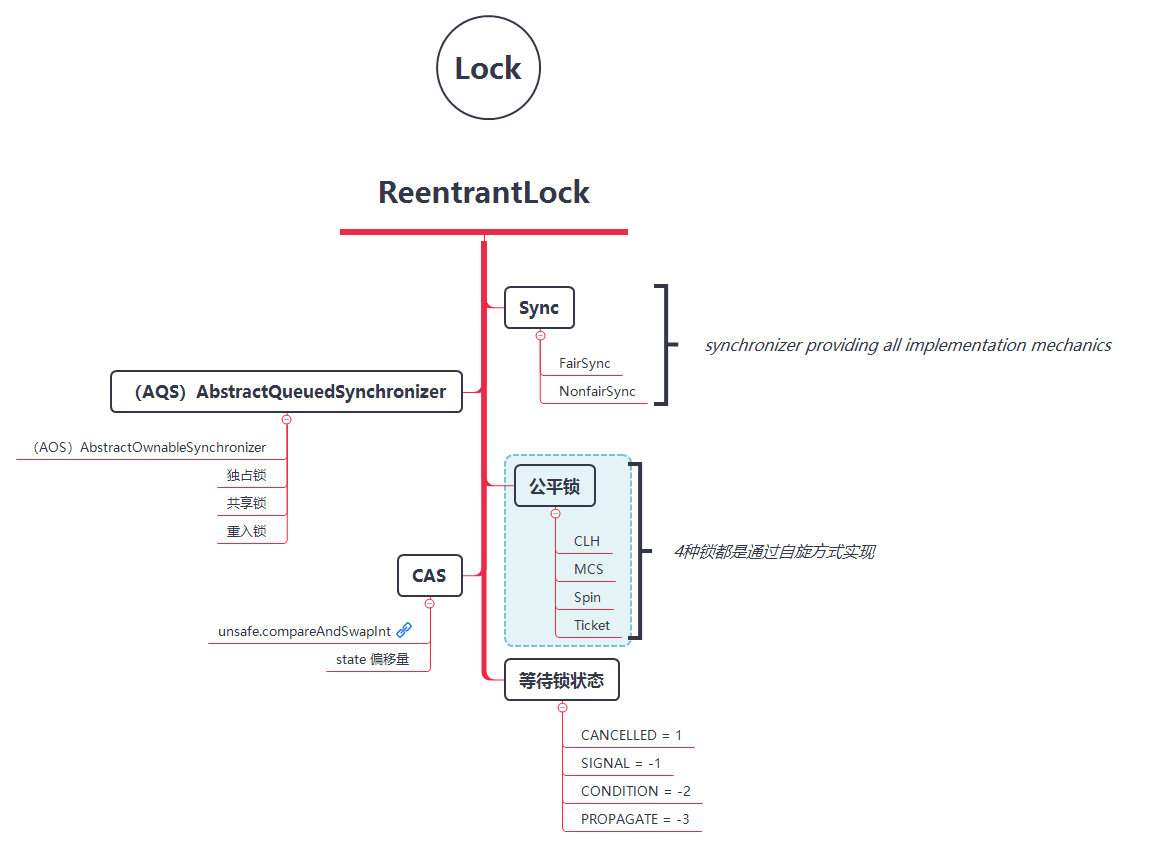 Lock
ReentrantLock
Sync
FairSync
NonfairSync
synchronizer providing all implementation mechanics
（AQS）AbstractQueuedSynchronizer
（AOS）AbstractOwnableSynchronizer
独占锁
共享锁
重入锁
公平锁
CLH
MCS
Spin
Ticket
4种锁都是通过自旋方式实现
CAS
unsafe.compareAndSwapInt
state 偏移量
等待锁状态
CANCELLED = 1
SIGNAL = -1
CONDITION = -2
PROPAGATE = -3